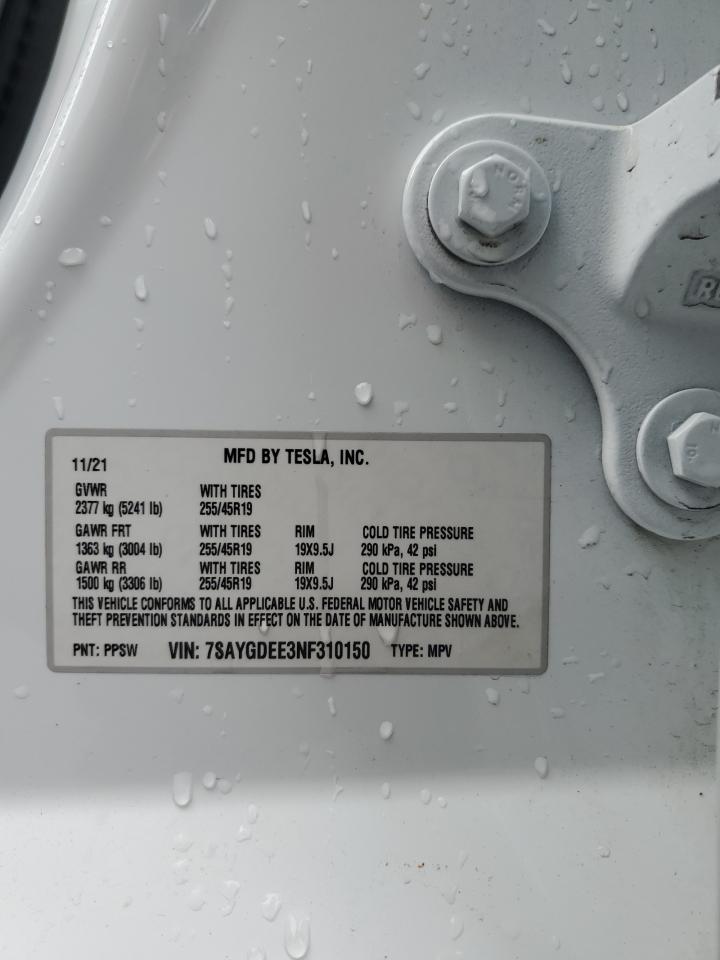 NORM
11/21 MFD BY TESLA, INC.
GVWR WITH TIRES
2377 kg (5241 lb) 255/45R19
GAWR FRT WITH TIRES RIM COLD TIRE PRESSURE
1363 kg (3004 lb) 255/45R19 19X9.5J 290 kPa, 42 psi
GAWR RR WITH TIRES RIM COLD TIRE PRESSURE
1500 kg (3306 lb) 255/45R19 19X9.5J 290 kPa, 42 psi
THIS VEHICLE CONFORMS TO ALL APPLICABLE U.S. FEDERAL MOTOR VEHICLE SAFETY AND
THEFT PREVENTION STANDARDS IN EFFECT ON THE DATE OF MANUFACTURE SHOWN ABOVE.
PNT: PPSW VIN: 7SAYGDEE3NF310150 TYPE: MPV